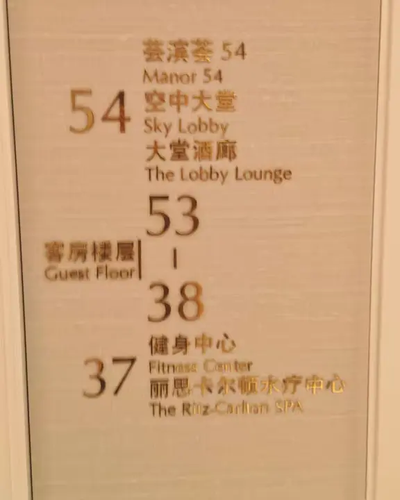 芸滨荟 54
Manor 54
54
空中大堂
Sky Lobby
大堂酒廊
The Lobby Lounge
53
客房楼层
Guest Floor
38
37
健身中心
Fitness Center
丽思卡尔顿水疗中心
The Ritz-Carlton SPA